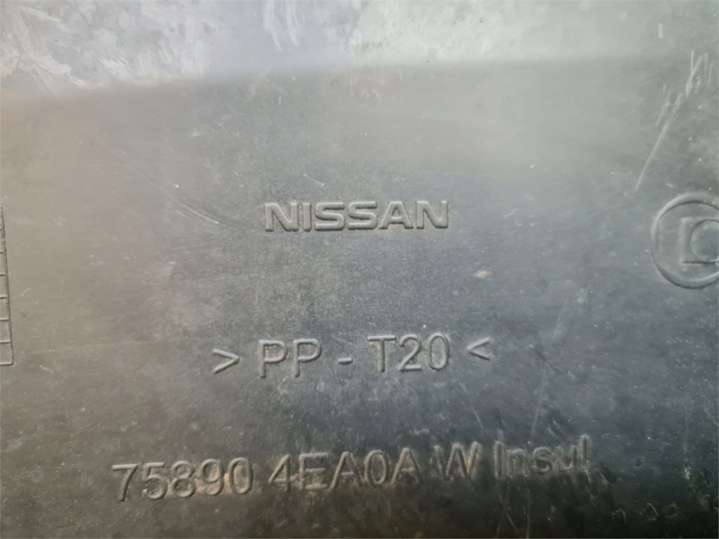 NISSAN
> PP - T20 <
75890 4EA0A W Insul